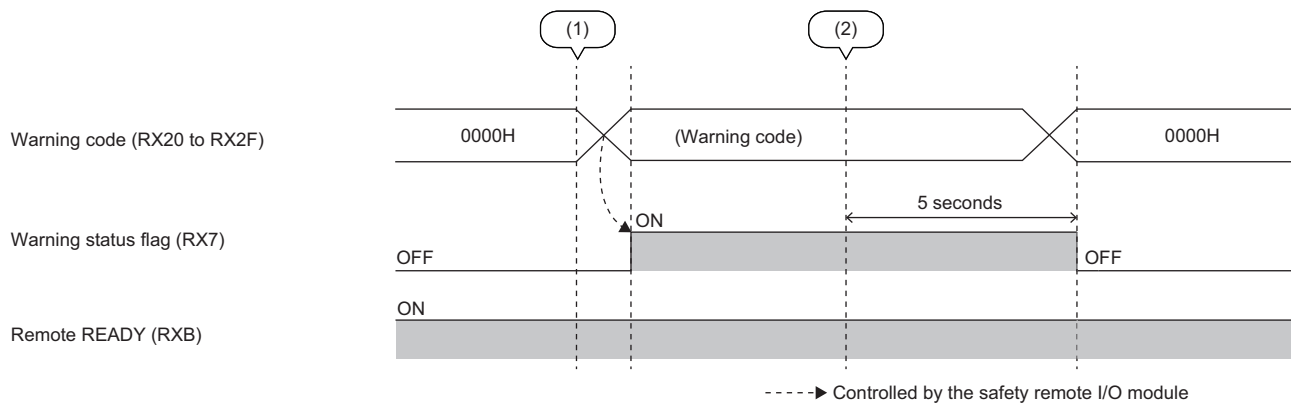 (1) (2)
Warning code (RX20 to RX2F) 0000H (Warning code) 0000H
5 seconds
ON
Warning status flag (RX7)
OFF OFF
ON
Remote READY (RXB)
Controlled by the safety remote I/O module